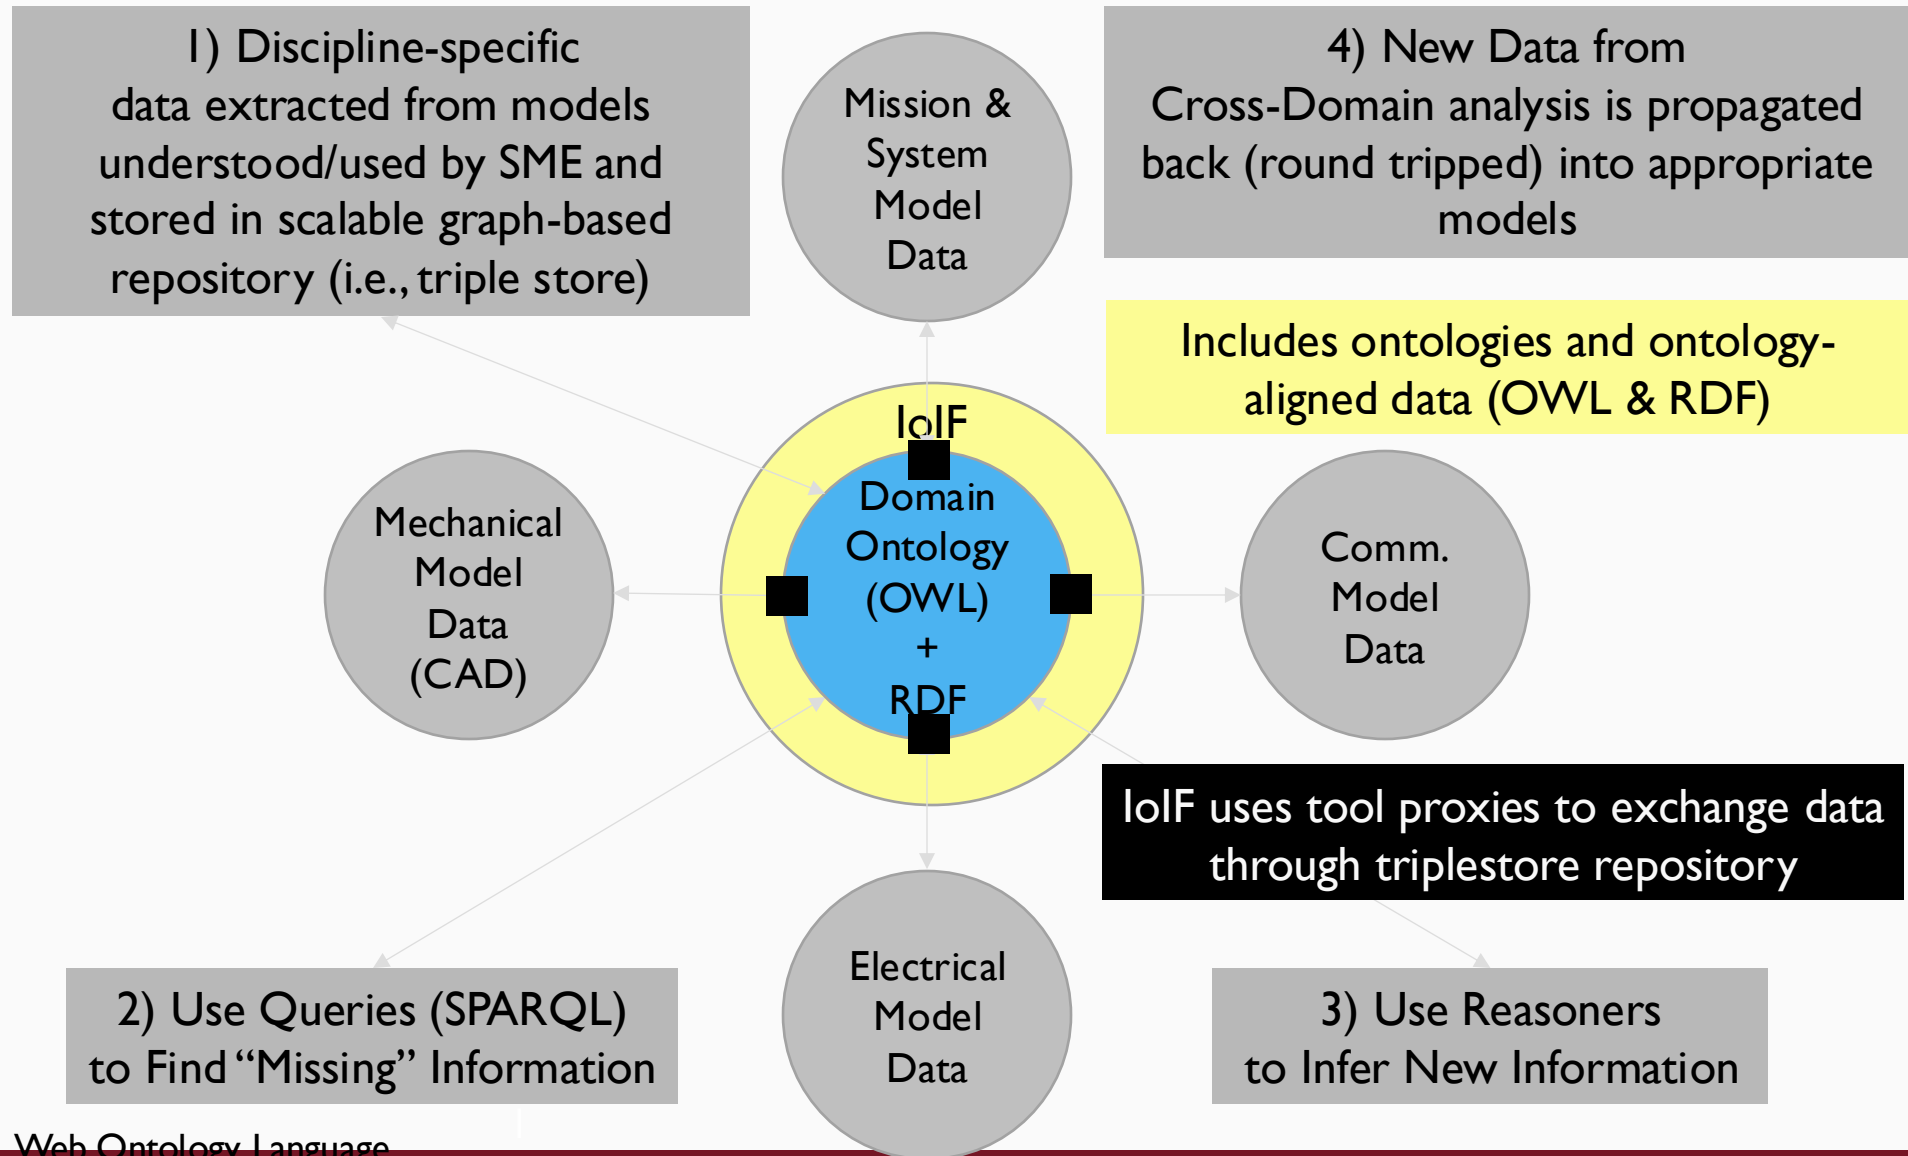 1) Discipline-specific
data extracted from models
understood/used by SME and
stored in scalable graph-based
repository (i.e., triple store)
Mission &
System
Model
Data
4) New Data from
Cross-Domain analysis is propagated
back (round tripped) into appropriate
models
Includes ontologies and ontology-
aligned data (OWL & RDF)
IoIF
Domain
Ontology
(OWL)
+
RDF
Mechanical
Model
Data
(CAD)
Comm.
Model
Data
IoIF uses tool proxies to exchange data
through triplestore repository
Electrical
Model
Data
2) Use Queries (SPARQL)
to Find “Missing” Information
3) Use Reasoners
to Infer New Information
Web Ontology Language